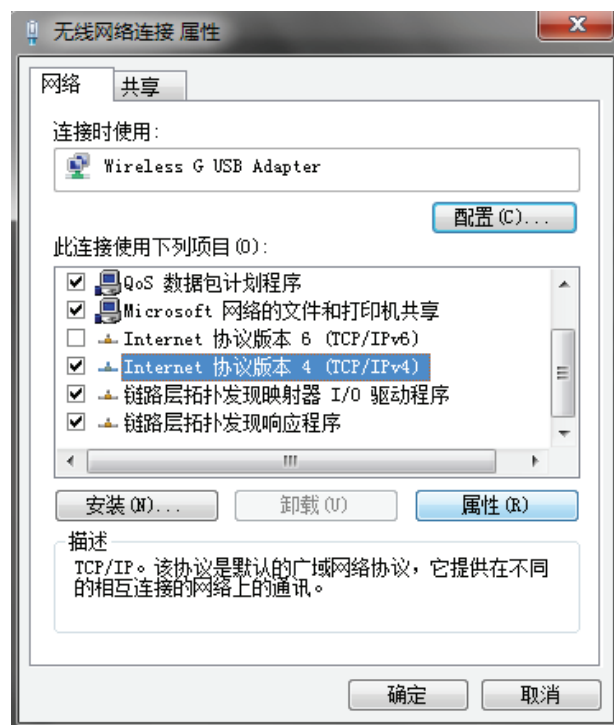 无线网络连接 属性
网络
共享
连接时使用:
Wireless G USB Adapter
配置(C)...
此连接使用下列项目(O):
QoS 数据包计划程序
Microsoft 网络的文件和打印机共享
Internet 协议版本 6 (TCP/IPv6)
Internet 协议版本 4 (TCP/IPv4)
链路层拓扑发现映射器 I/O 驱动程序
链路层拓扑发现响应程序
安装(N)...
卸载(U)
属性(R)
描述
TCP/IP。该协议是默认的广域网络协议，它提供在不同
的相互连接的网络上的通讯。
确定
取消